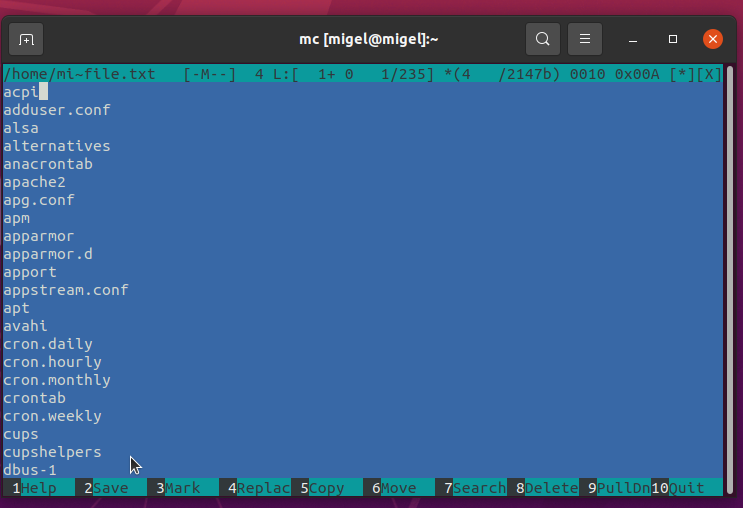 mc [migel@migel]:~
/home/mi~file.txt   [-M--]  4 L:[  1+ 0   1/235] *(4   /2147b) 0010 0x00A [*][X]
acpi
adduser.conf
alsa
alternatives
anacrontab
apache2
apg.conf
apm
apparmor
apparmor.d
apport
appstream.conf
apt
avahi
cron.daily
cron.hourly
cron.monthly
crontab
cron.weekly
cups
cupshelpers
dbus-1
1Help  2Save  3Mark  4Replac 5Copy  6Move  7Search 8Delete 9PullDn 10Quit